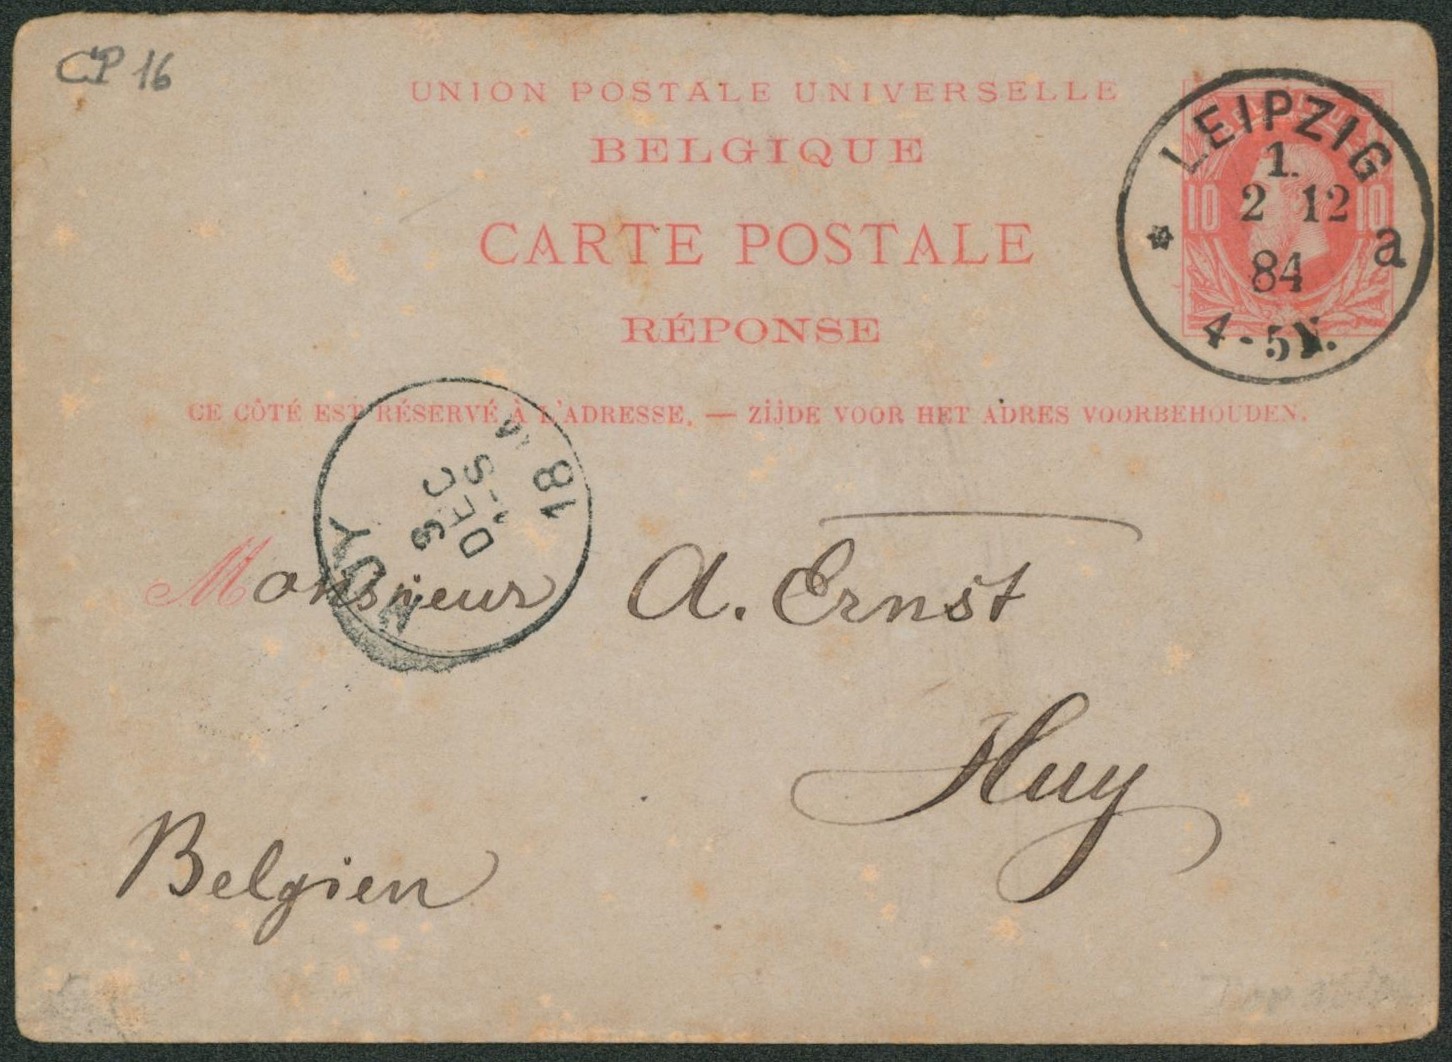 CP 16
UNION POSTALE UNIVERSELLE
BELGIQUE
CARTE POSTALE
RÉPONSE
CE CÔTÉ EST RÉSERVÉ À L'ADRESSE. — ZIJDE VOOR HET ADRES VOORBEHOUDEN.
10 10
LEIPZIG
1.
2 12
84
a
4-5N.
HUY
DEC
18
Monsieur A. Ernst
Huy
Belgien